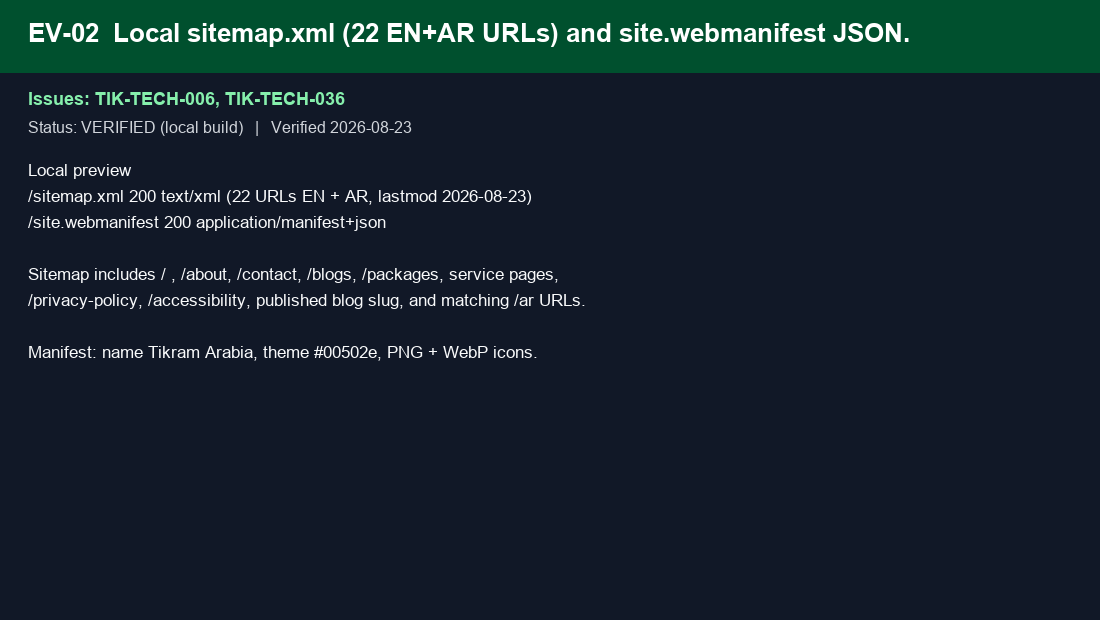 EV-02  Local sitemap.xml (22 EN+AR URLs) and site.webmanifest JSON.
Issues: TIK-TECH-006, TIK-TECH-036
Status: VERIFIED (local build)  |  Verified 2026-08-23
Local preview
/sitemap.xml 200 text/xml (22 URLs EN + AR, lastmod 2026-08-23)
/site.webmanifest 200 application/manifest+json
Sitemap includes / , /about, /contact, /blogs, /packages, service pages,
/privacy-policy, /accessibility, published blog slug, and matching /ar URLs.
Manifest: name Tikram Arabia, theme #00502e, PNG + WebP icons.